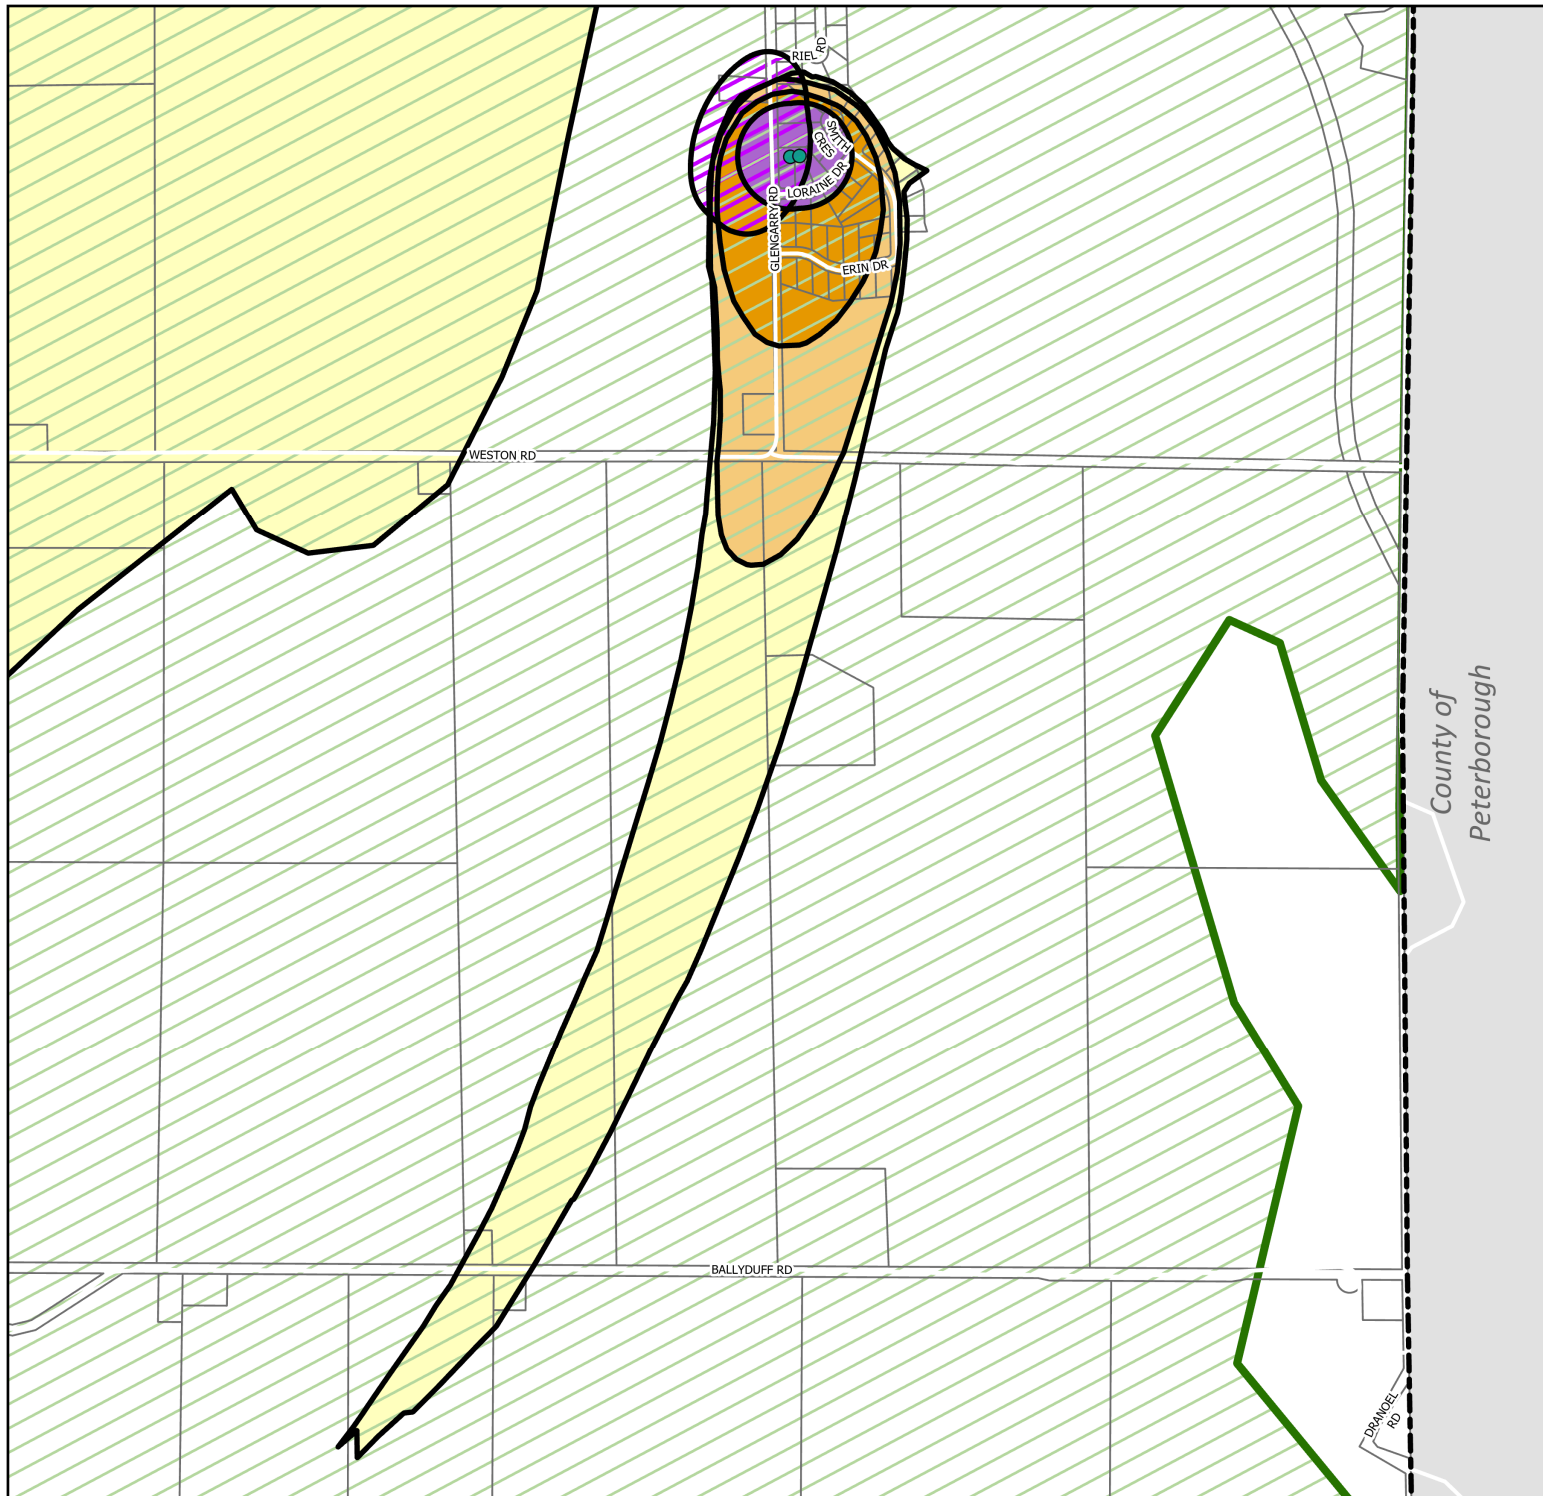 RIEL RD
SMITH
CRES
LORAINE DR
GLENGARRY RD
ERIN DR
WESTON RD
County of
Peterborough
BALLYDUFF RD
DRANOEL
RD